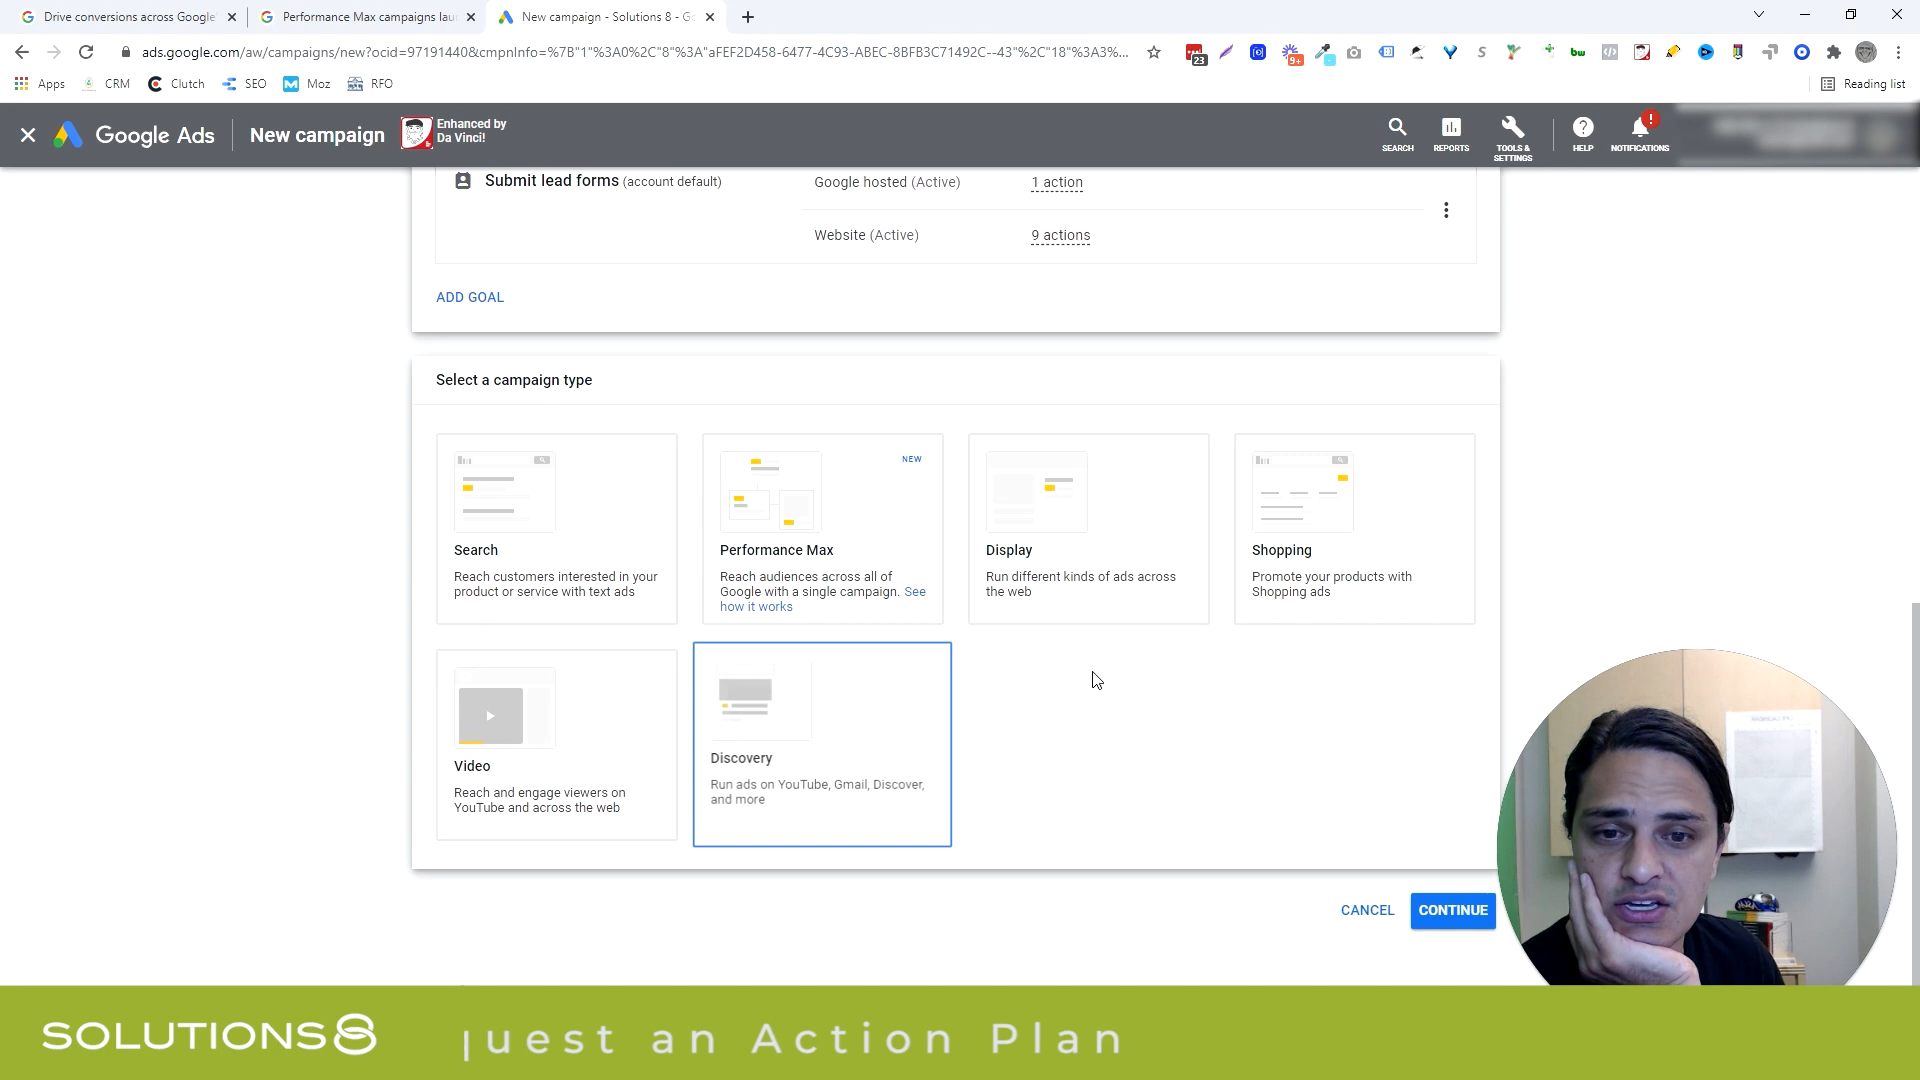 Drive conversions across Google
Performance Max campaigns lau
New campaign - Solutions 8 - Go
ads.google.com/aw/campaigns/new?ocid=97191440&cmpnInfo=%7B"1"%3A0%2C"8"%3A"aFEF2D458-6477-4C93-ABEC-8BFB3C71492C--43"%2C"18"%3A3%...
23
9+
bw
Apps
CRM
Clutch
SEO
Moz
RFO
Reading list
Google Ads
New campaign
Enhanced by
Da Vinci!
SEARCH
REPORTS
TOOLS &
SETTINGS
HELP
!
NOTIFICATIONS
Submit lead forms (account default)
Google hosted (Active)
1 action
Website (Active)
9 actions
ADD GOAL
Select a campaign type
Search
Reach customers interested in your
product or service with text ads
NEW
Performance Max
Reach audiences across all of
Google with a single campaign. See
how it works
Display
Run different kinds of ads across
the web
Shopping
Promote your products with
Shopping ads
Video
Reach and engage viewers on
YouTube and across the web
Discovery
Run ads on YouTube, Gmail, Discover,
and more
CANCEL
CONTINUE
SOLUTIONS8
quest an Action Plan